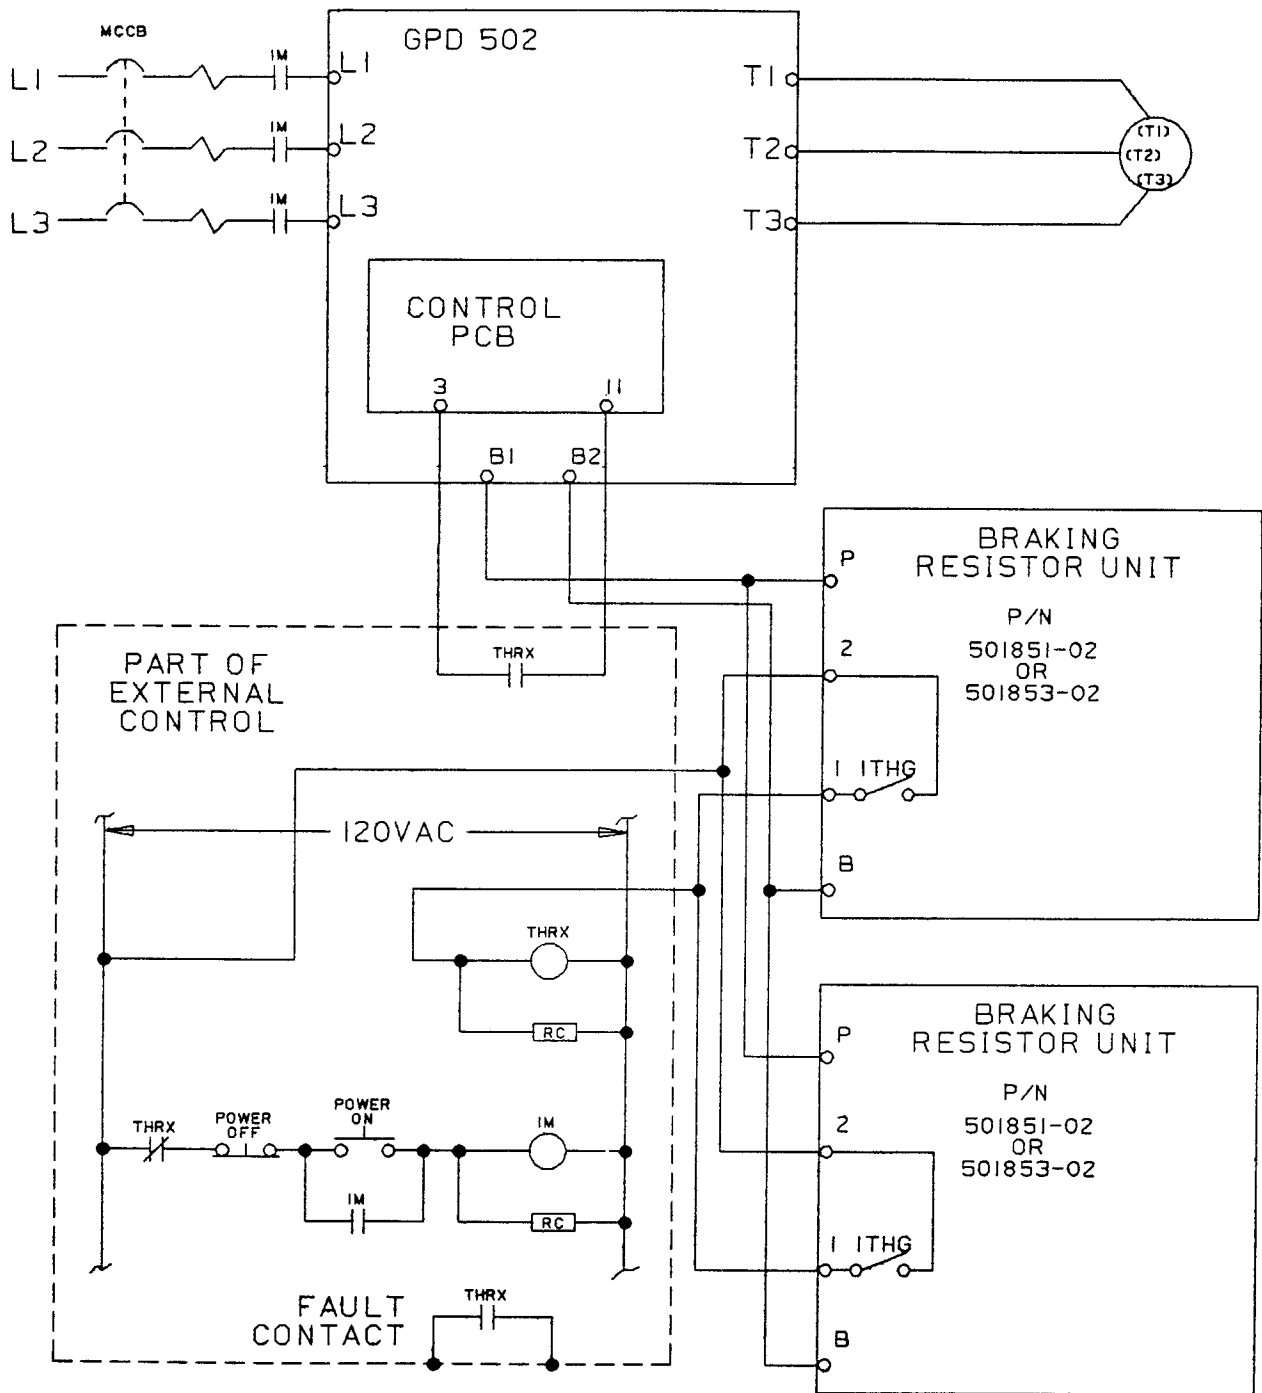 MCCB
GPD 502
L1
1M
L1
T1
(T1)
L2
1M
L2
T2
(T2)
L3
1M
L3
T3
(T3)
CONTROL
PCB
3
11
B1
B2
BRAKING
RESISTOR UNIT
P
P/N
501851-02
OR
501853-02
2
1
1THG
B
PART OF
EXTERNAL
CONTROL
THRX
120VAC
THRX
RC
THRX
POWER
OFF
POWER
ON
1M
1M
RC
FAULT
CONTACT
THRX
BRAKING
RESISTOR UNIT
P
P/N
501851-02
OR
501853-02
2
1
1THG
B